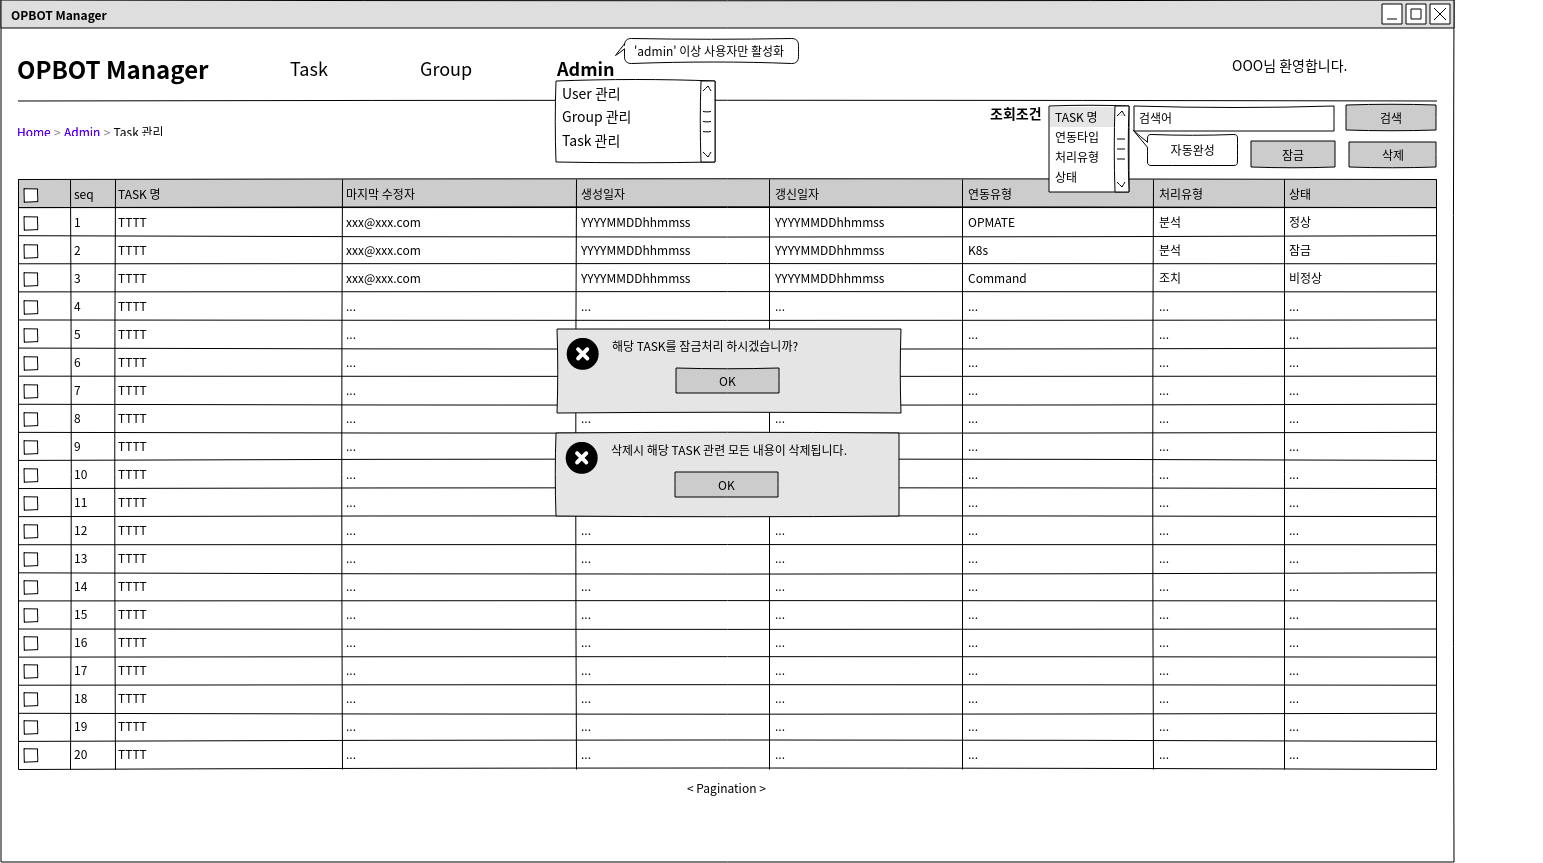 OPBOT Manager
'admin' 이상 사용자만 활성화
OPBOT Manager Task Group Admin OOO님 환영합니다.
User 관리
Group 관리
Task 관리
Home > Admin > Task 관리
조회조건 TASK 명 검색어 검색
연동타입
처리유형
상태
자동완성 잠금 삭제
seq TASK 명 마지막 수정자 생성일자 갱신일자 연동유형 처리유형 상태
1 TTTT xxx@xxx.com YYYYMMDDhhmmss YYYYMMDDhhmmss OPMATE 분석 정상
2 TTTT xxx@xxx.com YYYYMMDDhhmmss YYYYMMDDhhmmss K8s 분석 잠금
3 TTTT xxx@xxx.com YYYYMMDDhhmmss YYYYMMDDhhmmss Command 조치 비정상
4 TTTT ... ... ... ... ... ...
5 TTTT ... ... ... ...
6 TTTT ... ... ... ...
7 TTTT ... ... ... ...
8 TTTT ... ... ... ... ... ...
9 TTTT ... ... ... ...
10 TTTT ... ... ... ...
11 TTTT ... ... ... ...
12 TTTT ... ... ... ... ... ...
13 TTTT ... ... ... ... ... ...
14 TTTT ... ... ... ... ... ...
15 TTTT ... ... ... ... ... ...
16 TTTT ... ... ... ... ... ...
17 TTTT ... ... ... ... ... ...
18 TTTT ... ... ... ... ... ...
19 TTTT ... ... ... ... ... ...
20 TTTT ... ... ... ... ... ...
해당 TASK를 잠금처리 하시겠습니까?
OK
삭제시 해당 TASK 관련 모든 내용이 삭제됩니다.
OK
< Pagination >